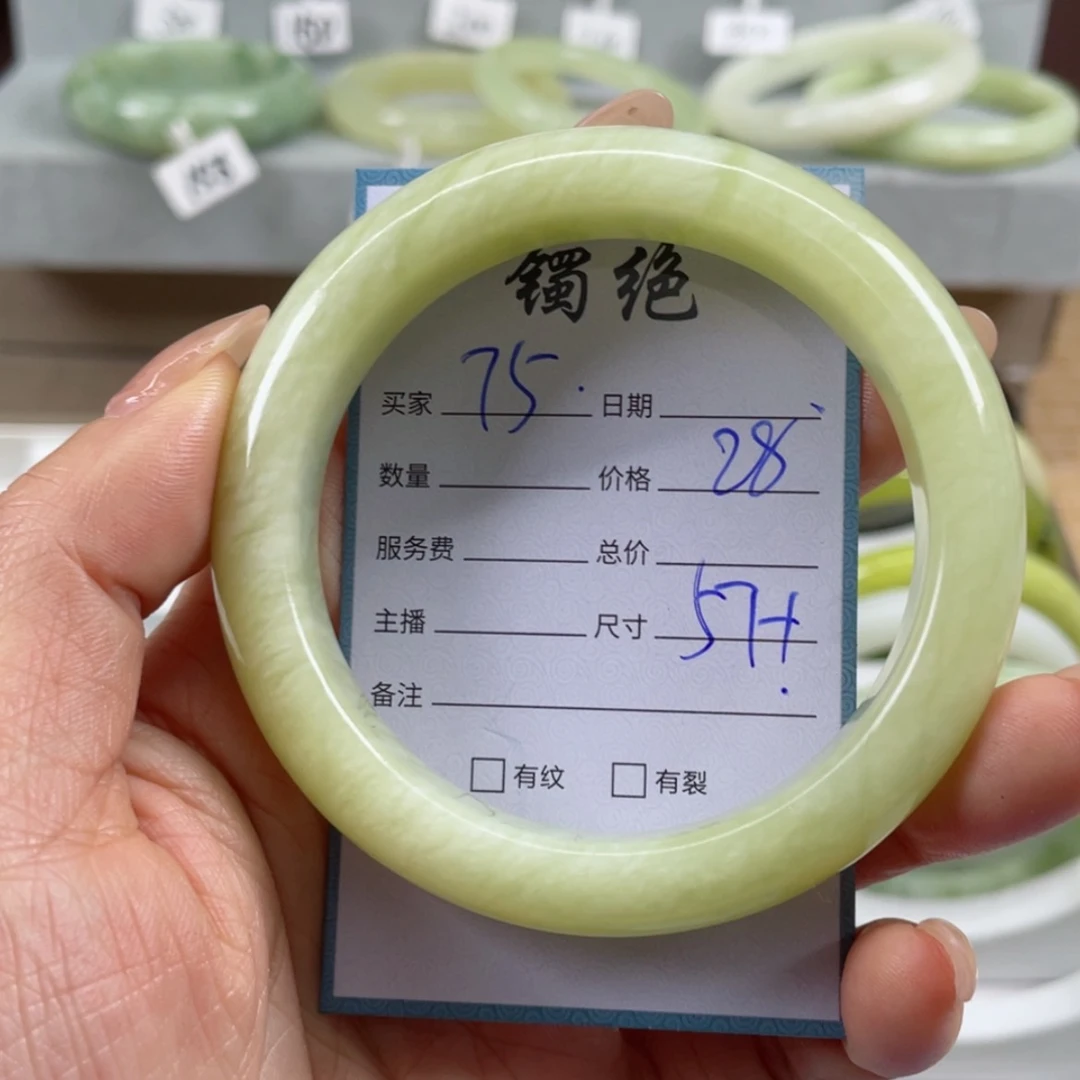 镯绝
买家 75. 日期
数量 价格 28
服务费 总价
主播 尺寸 57+
备注
有纹 有裂